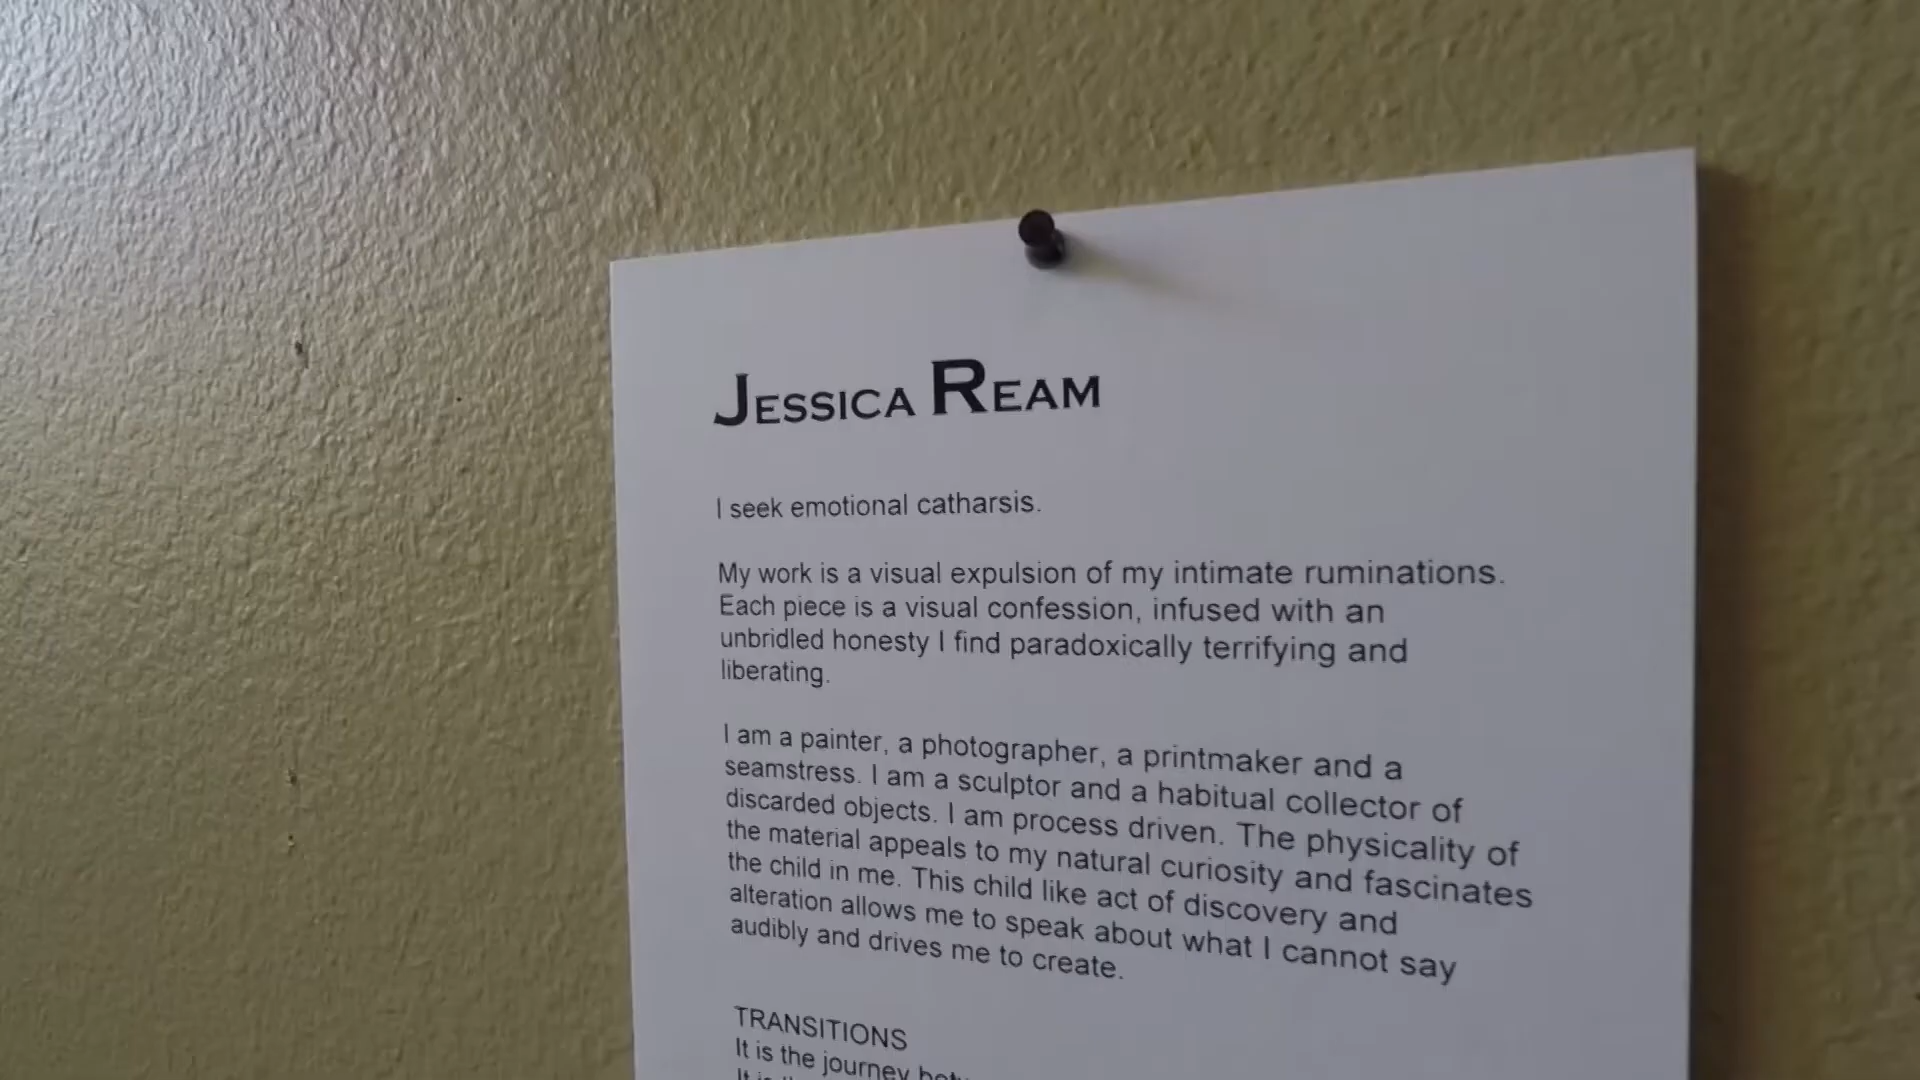 JESSICA REAM
I seek emotional catharsis.
My work is a visual expulsion of my intimate ruminations.
Each piece is a visual confession, infused with an
unbridled honesty I find paradoxically terrifying and
liberating.
I am a painter, a photographer, a printmaker and a
seamstress. I am a sculptor and a habitual collector of
discarded objects. I am process driven. The physicality of
the material appeals to my natural curiosity and fascinates
the child in me. This child like act of discovery and
alteration allows me to speak about what I cannot say
audibly and drives me to create.
TRANSITIONS
It is the journey